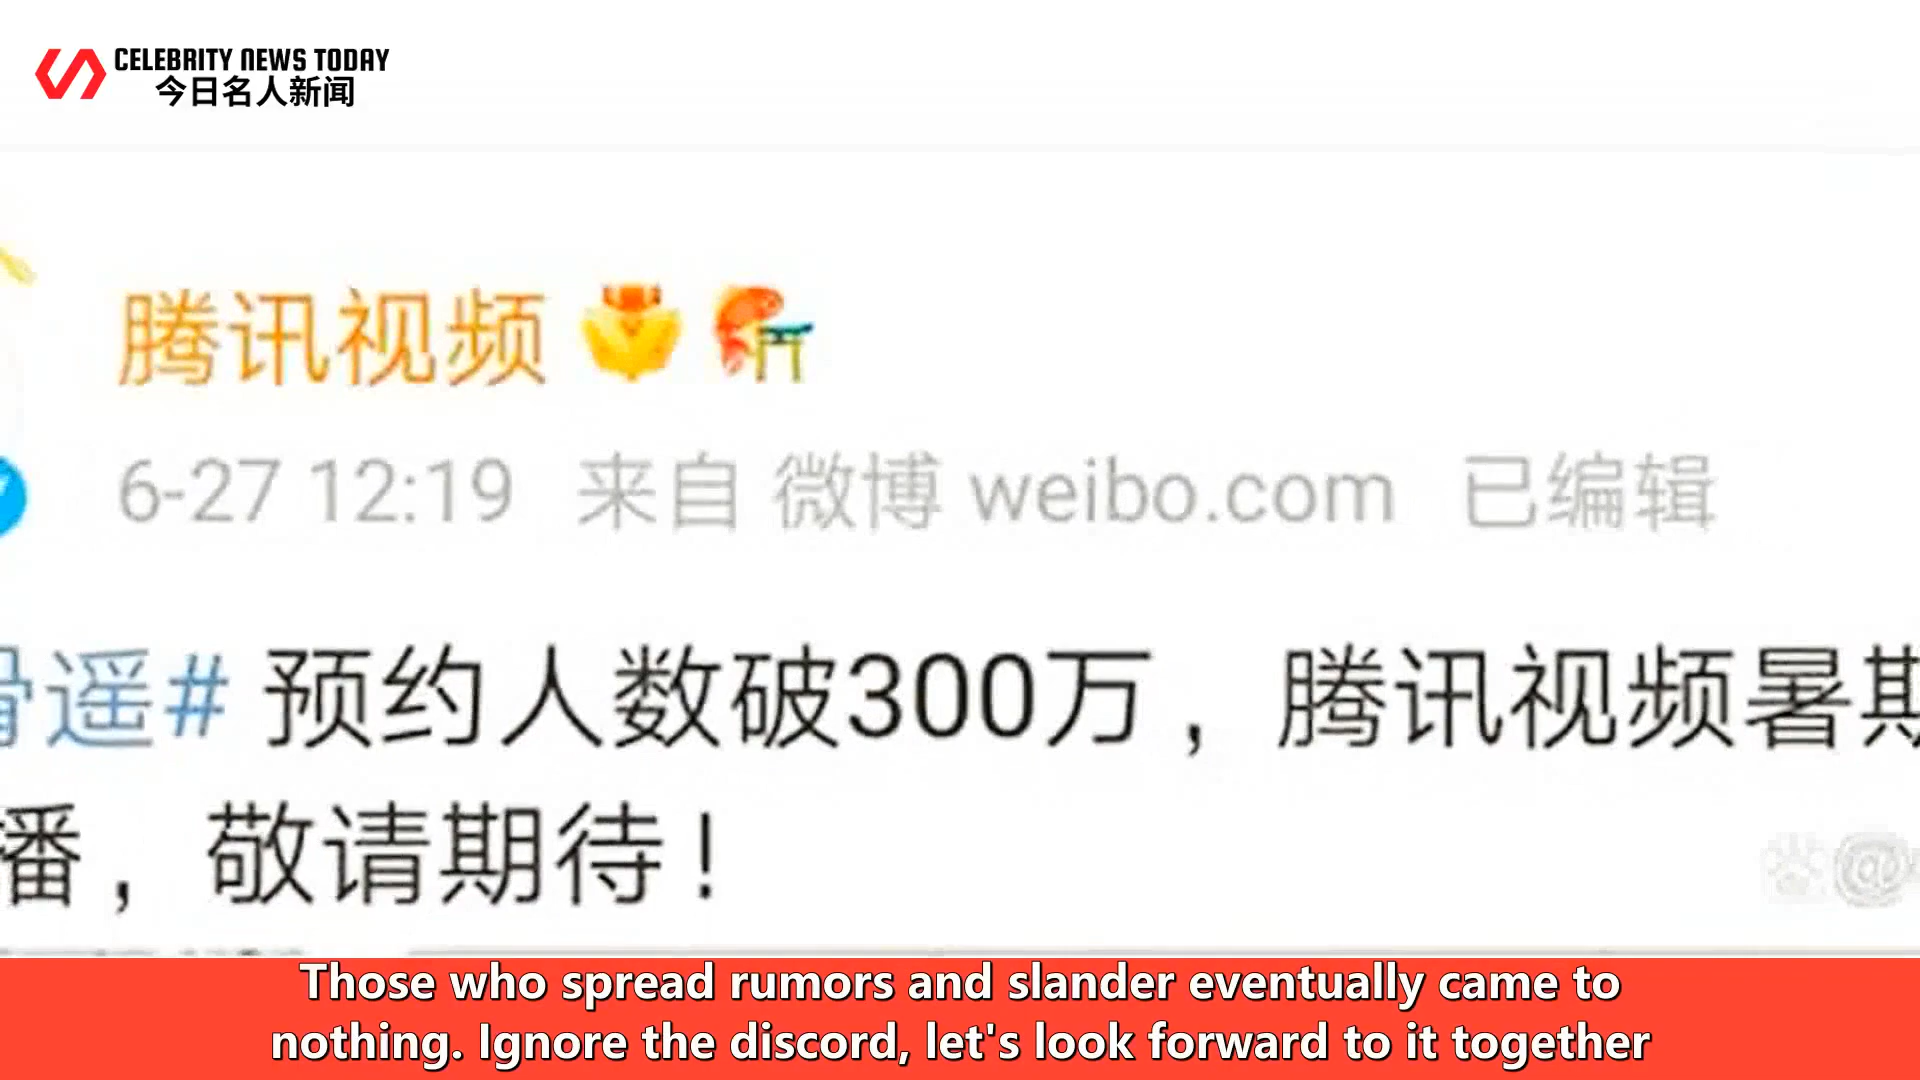 CELEBRITY NEWS TODAY
今日名人新闻
腾讯视频
6-27 12:19 来自 微博 weibo.com 已编辑
骨遥# 预约人数破300万，腾讯视频暑期
播，敬请期待！
@
Those who spread rumors and slander eventually came to
nothing. Ignore the discord, let's look forward to it together